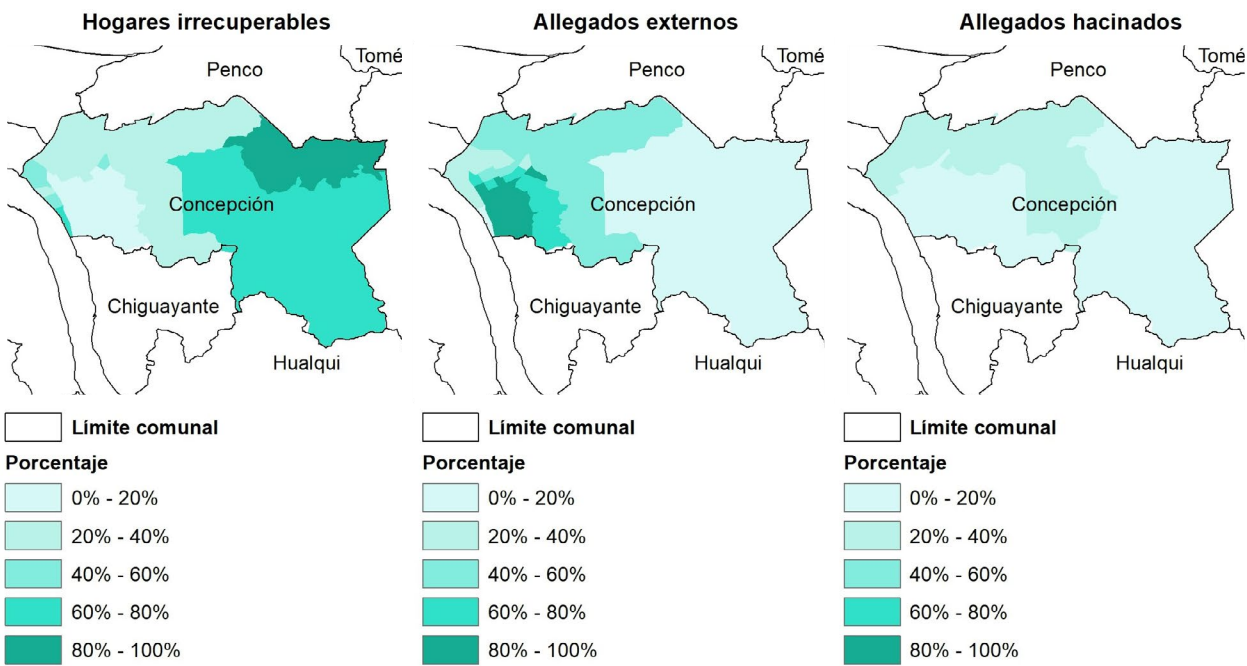 Hogares irrecuperables
Tomé
Penco
Concepción
Chiguayante
Hualqui
Límite comunal
Porcentaje
0% - 20%
20% - 40%
40% - 60%
60% - 80%
80% - 100%
Allegados externos
Tomé
Penco
Concepción
Chiguayante
Hualqui
Límite comunal
Porcentaje
0% - 20%
20% - 40%
40% - 60%
60% - 80%
80% - 100%
Allegados hacinados
Tomé
Penco
Concepción
Chiguayante
Hualqui
Límite comunal
Porcentaje
0% - 20%
20% - 40%
40% - 60%
60% - 80%
80% - 100%